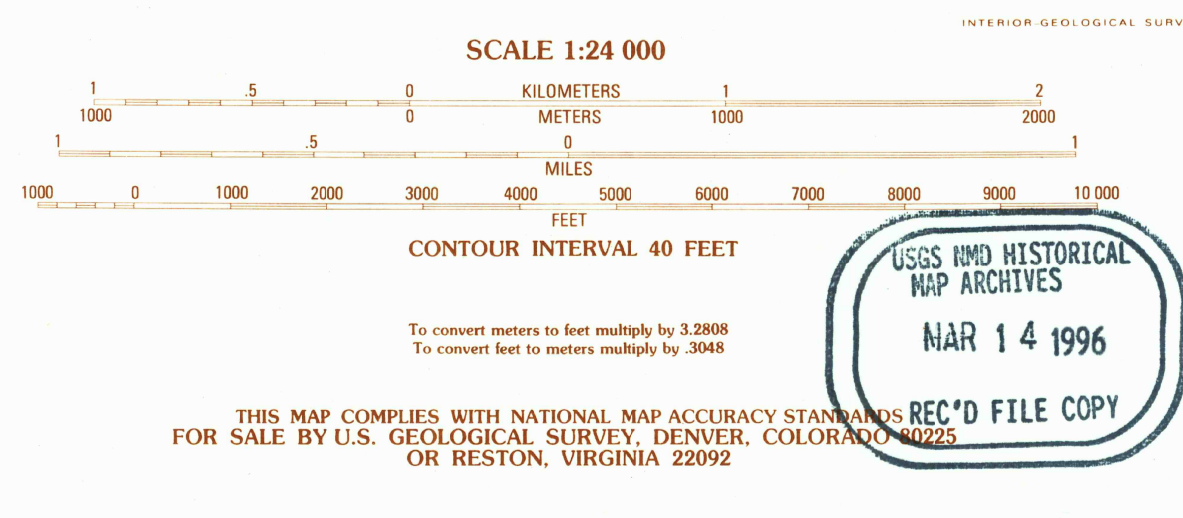 INTERIOR-GEOLOGICAL SURV
SCALE 1:24 000
1 .5 0 KILOMETERS 1 2
1000 0 METERS 1000 2000
1 .5 0 1
MILES
1000 0 1000 2000 3000 4000 5000 6000 7000 8000 9000 10 000
FEET
CONTOUR INTERVAL 40 FEET
To convert meters to feet multiply by 3.2808
To convert feet to meters multiply by .3048
THIS MAP COMPLIES WITH NATIONAL MAP ACCURACY STANDARDS
FOR SALE BY U.S. GEOLOGICAL SURVEY, DENVER, COLORADO 80225
OR RESTON, VIRGINIA 22092
USGS NMD HISTORICAL
MAP ARCHIVES
MAR 14 1996
REC'D FILE COPY